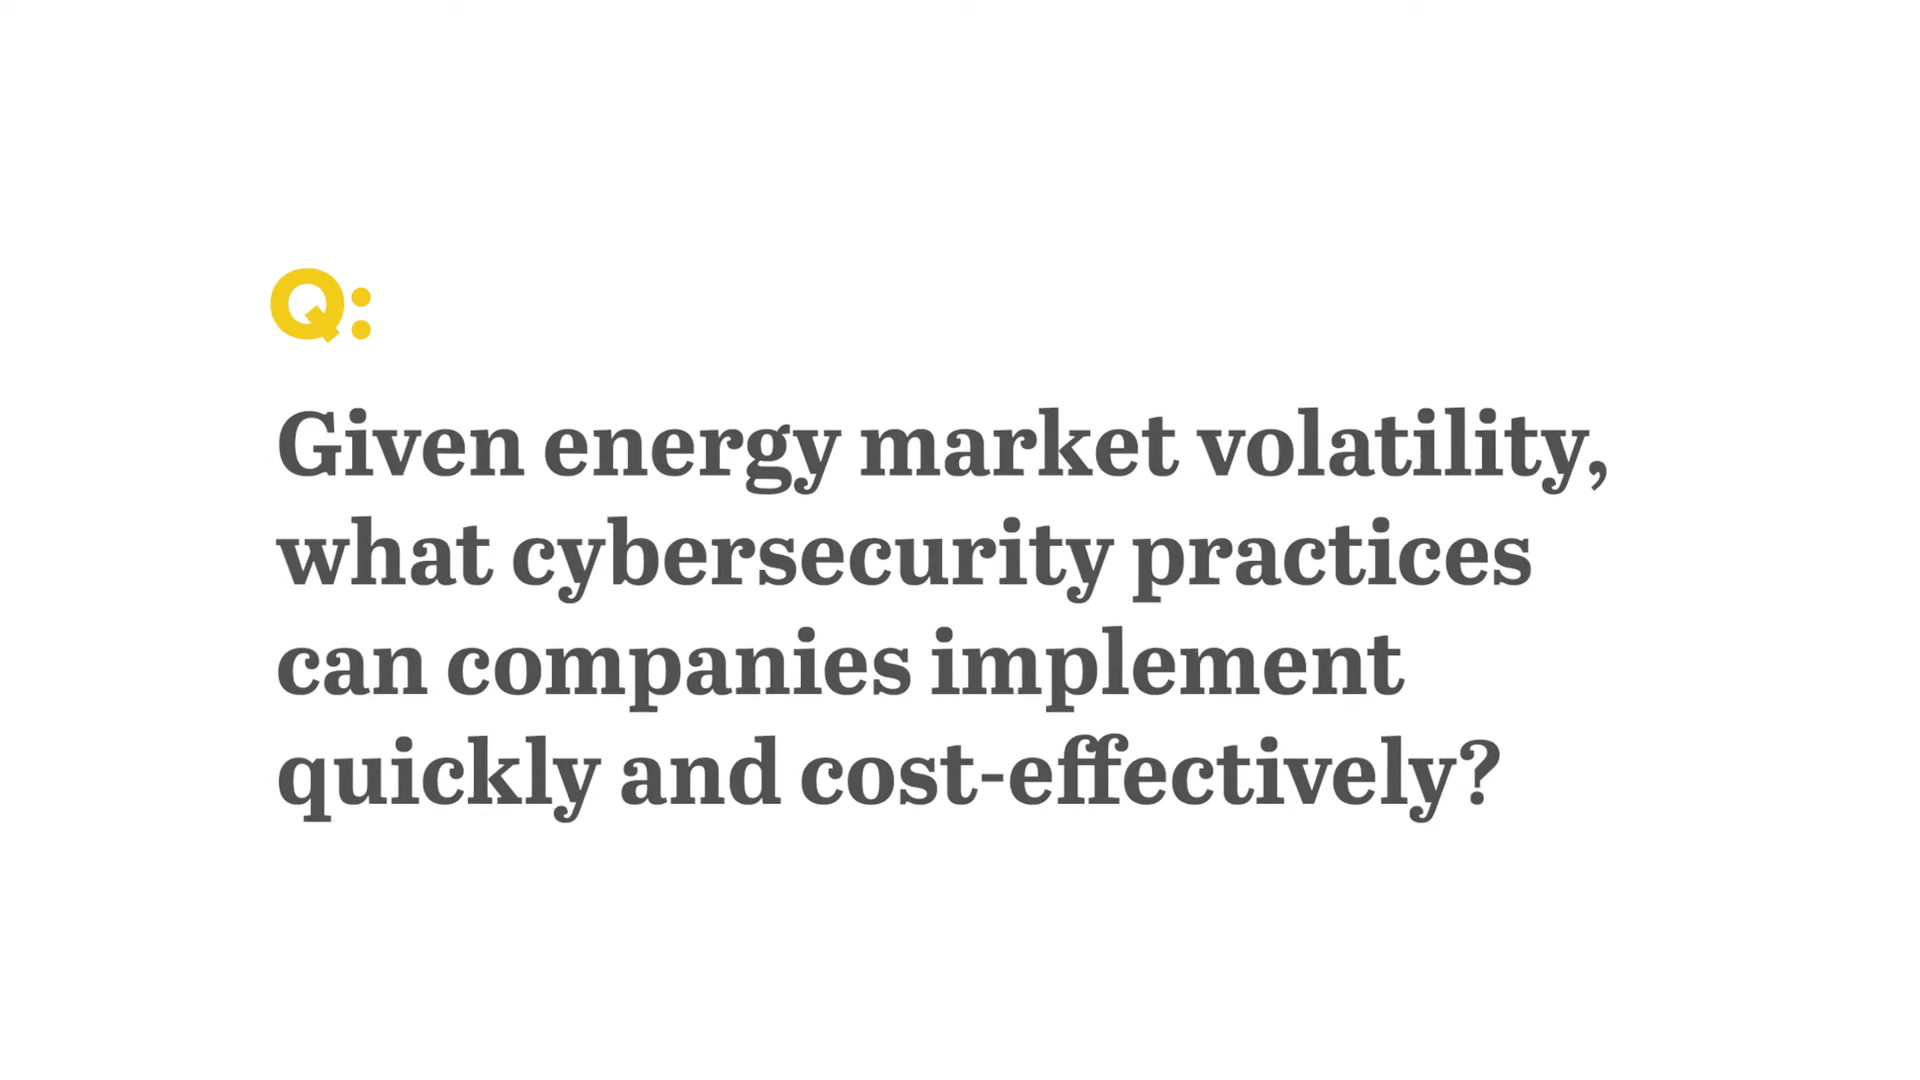 Q:
Given energy market volatility,
what cybersecurity practices
can companies implement
quickly and cost-effectively?